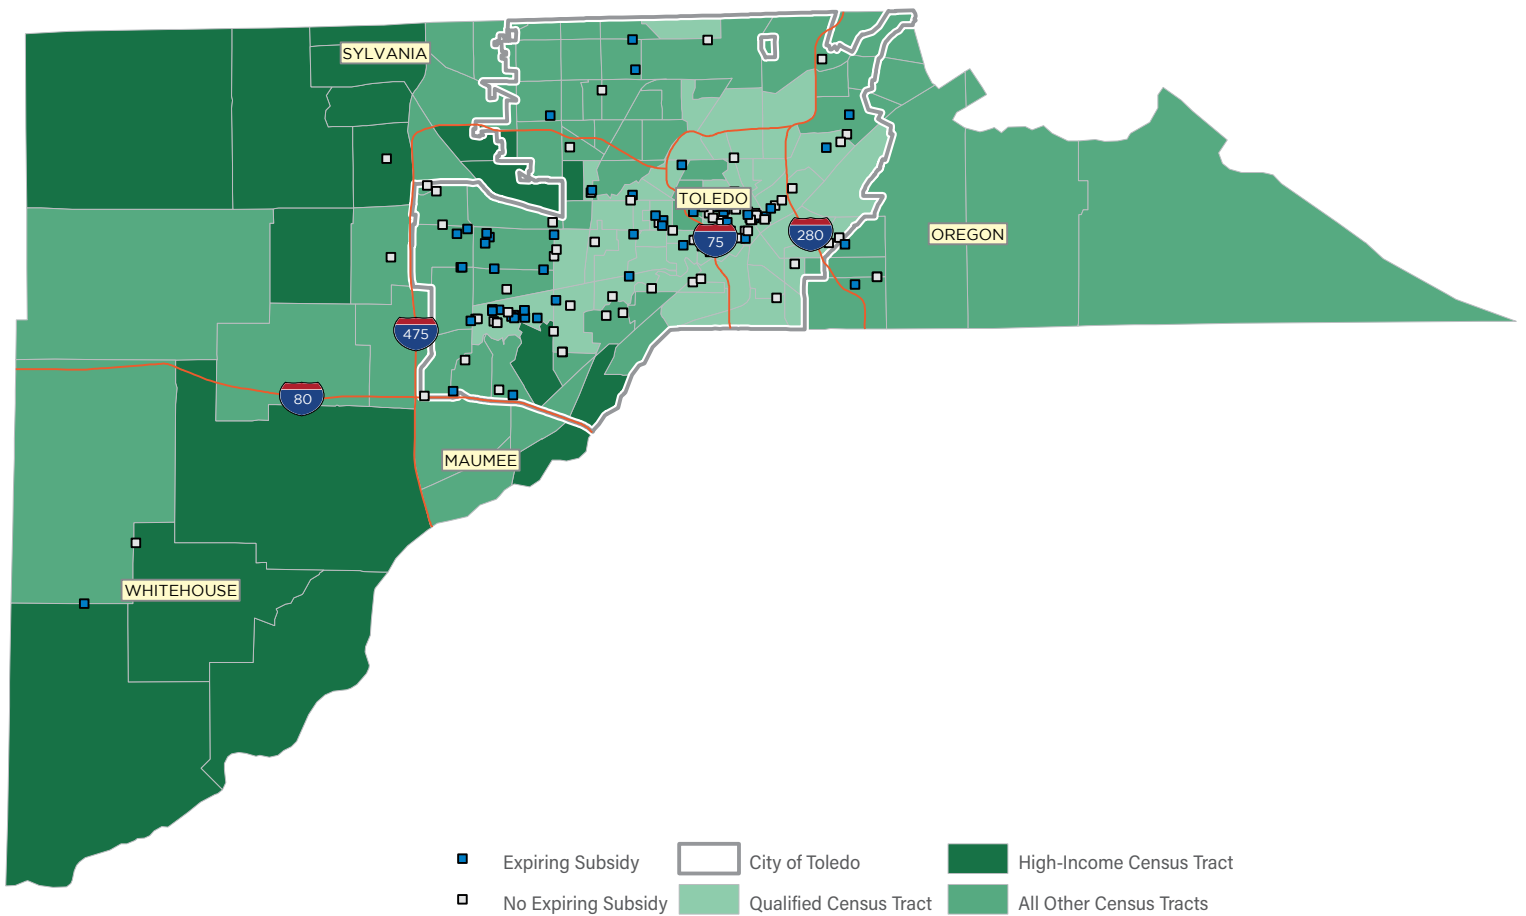 SYLVANIA
TOLEDO
OREGON
75
280
475
80
MAUMEE
WHITEHOUSE
Expiring Subsidy
City of Toledo
High-Income Census Tract
No Expiring Subsidy
Qualified Census Tract
All Other Census Tracts